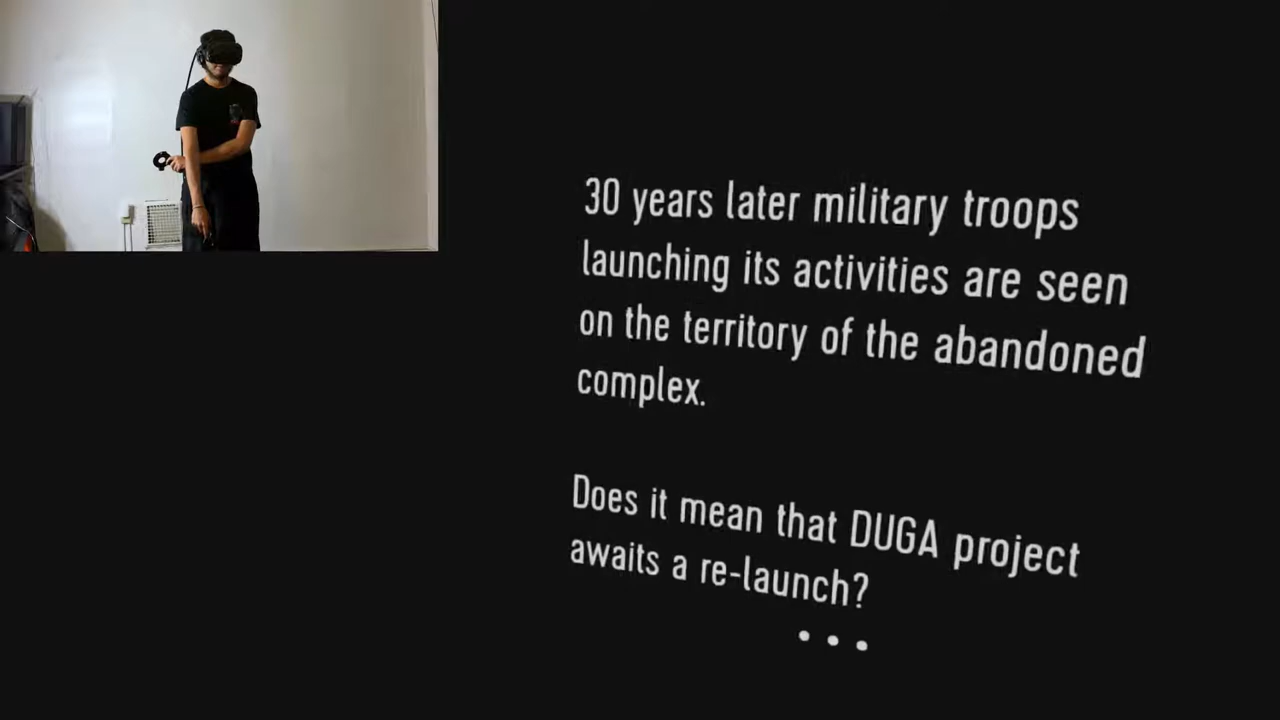 30 years later military troops
launching its activities are seen
on the territory of the abandoned
complex.
Does it mean that DUGA project
awaits a re-launch?
...